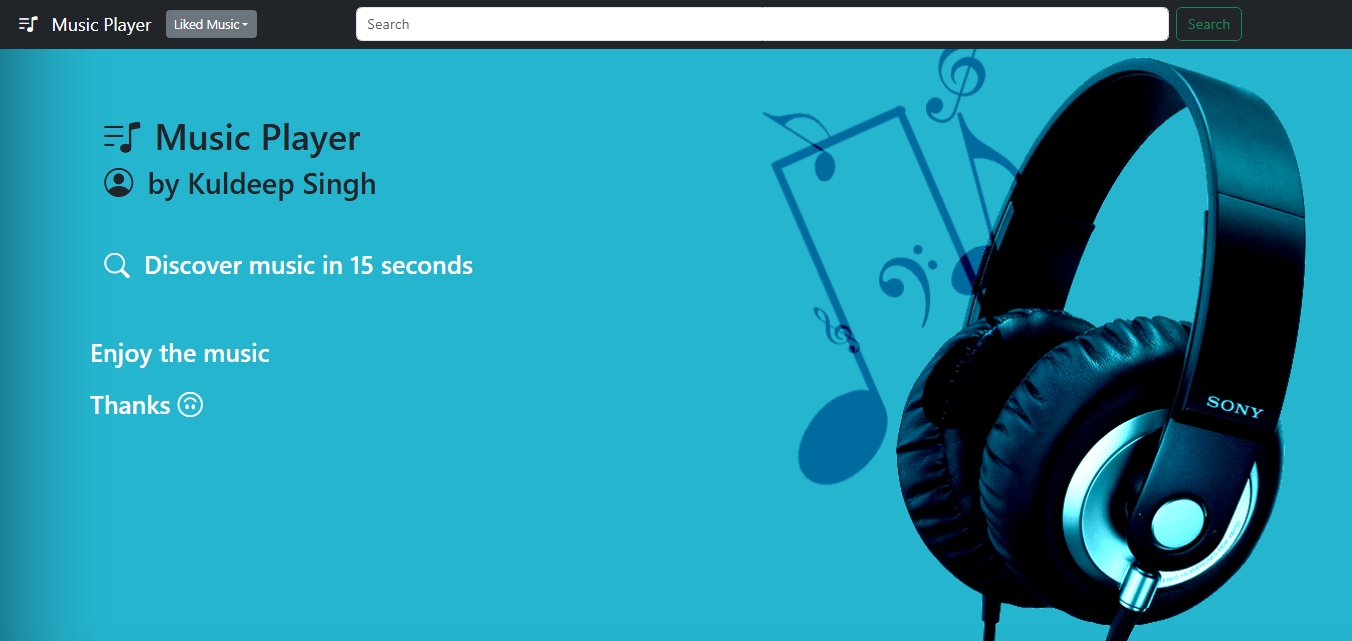 Music Player Liked Music Search Search
Music Player
by Kuldeep Singh
Discover music in 15 seconds
Enjoy the music
Thanks
SONY